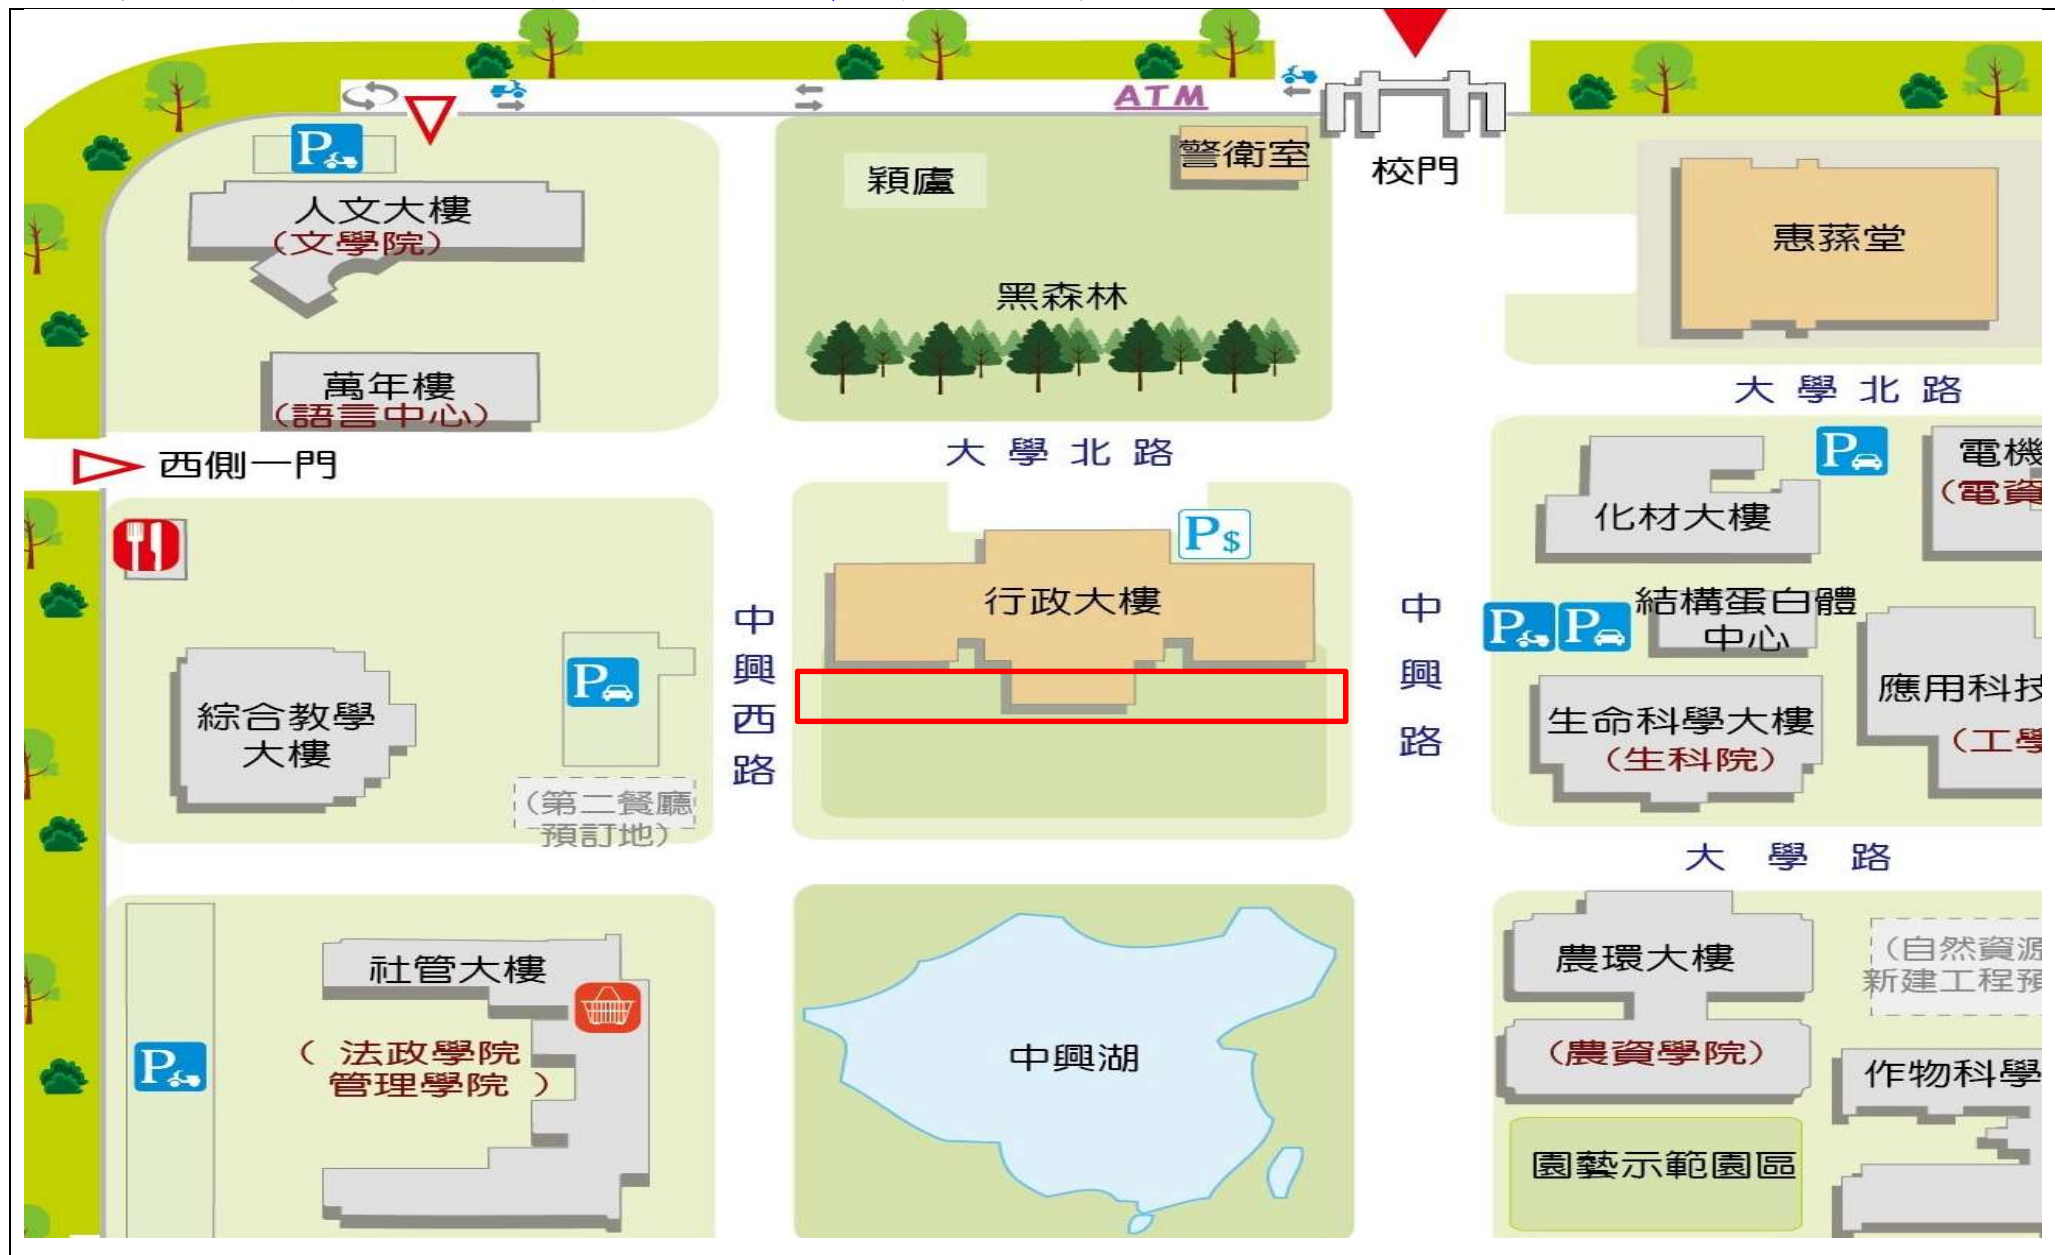 ATM
P
警衛室
校門
穎廬
人文大樓
（文學院）
惠蓀堂
黑森林
萬年樓
（語言中心）
大學北路
大學北路
西側一門
P
電機
（電資
化材大樓
P$
行政大樓
中興西路
中興路
P
P
結構蛋白體
中心
P
綜合教學
大樓
應用科技
（工學
生命科學大樓
（生科院）
（第二餐廳
預訂地）
大學路
社管大樓
農環大樓
（自然資源
新建工程預
（法政學院
管理學院）
中興湖
（農資學院）
P
作物科學
園藝示範園區